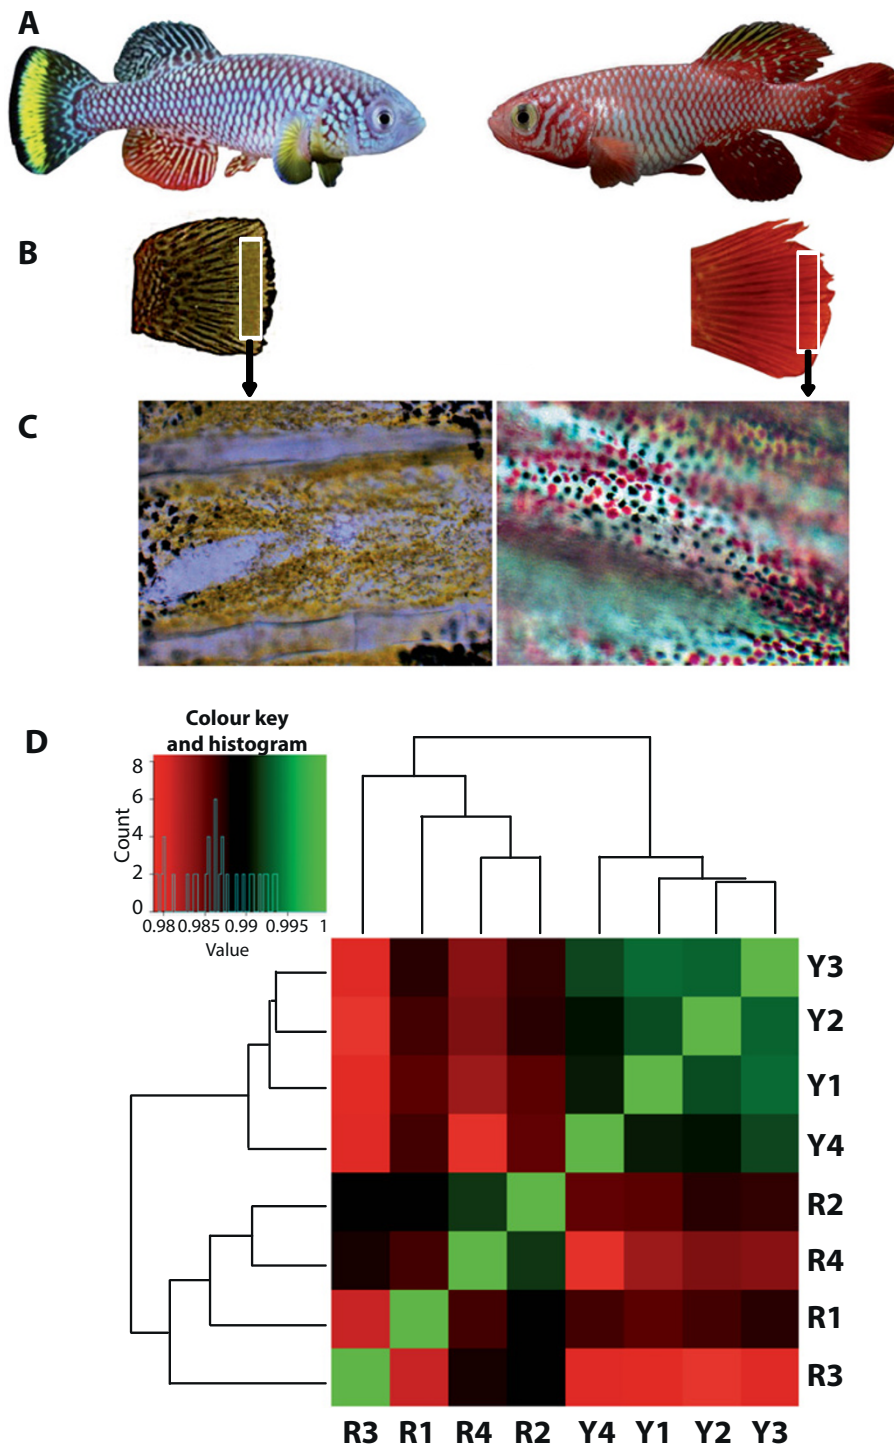 A
B
C
D
Colour key
and histogram
8
6
4
2
0
Count
0.98 0.985 0.99 0.995 1
Value
Y3
Y2
Y1
Y4
R2
R4
R1
R3
R3 R1 R4 R2 Y4 Y1 Y2 Y3